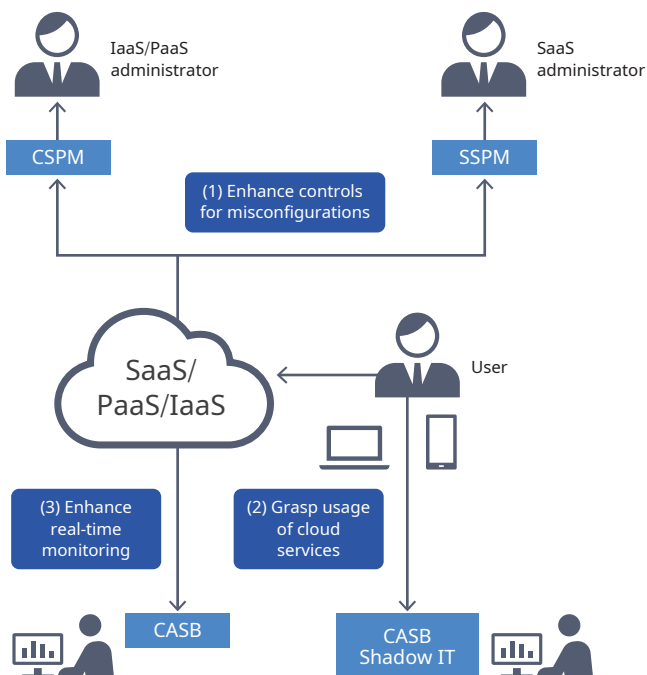 IaaS/PaaS
administrator
SaaS
administrator
CSPM
SSPM
(1) Enhance controls
for misconfigurations
SaaS/
PaaS/IaaS
User
(3) Enhance
real-time
monitoring
(2) Grasp usage
of cloud
services
CASB
CASB
Shadow IT